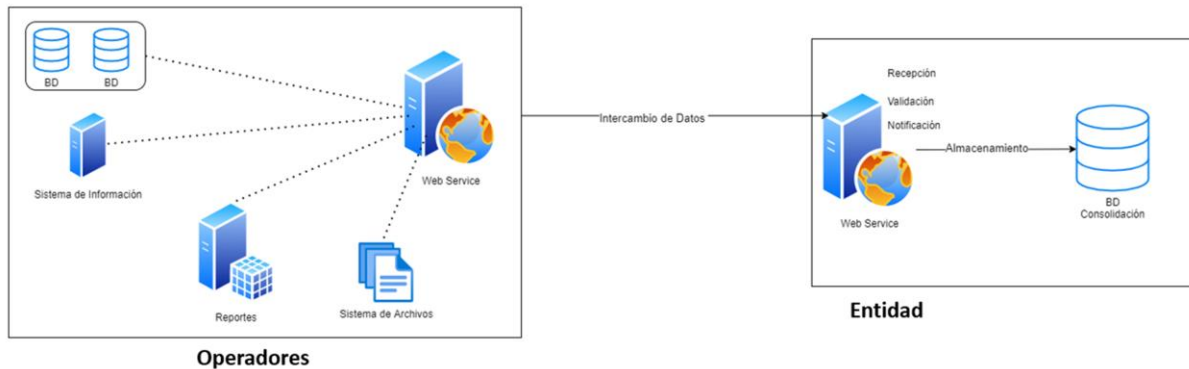 BD
BD
Sistema de Información
Web Service
Reportes
Sistema de Archivos
Operadores
Intercambio de Datos
Recepción
Validación
Notificación
Almacenamiento
Web Service
BD
Consolidación
Entidad